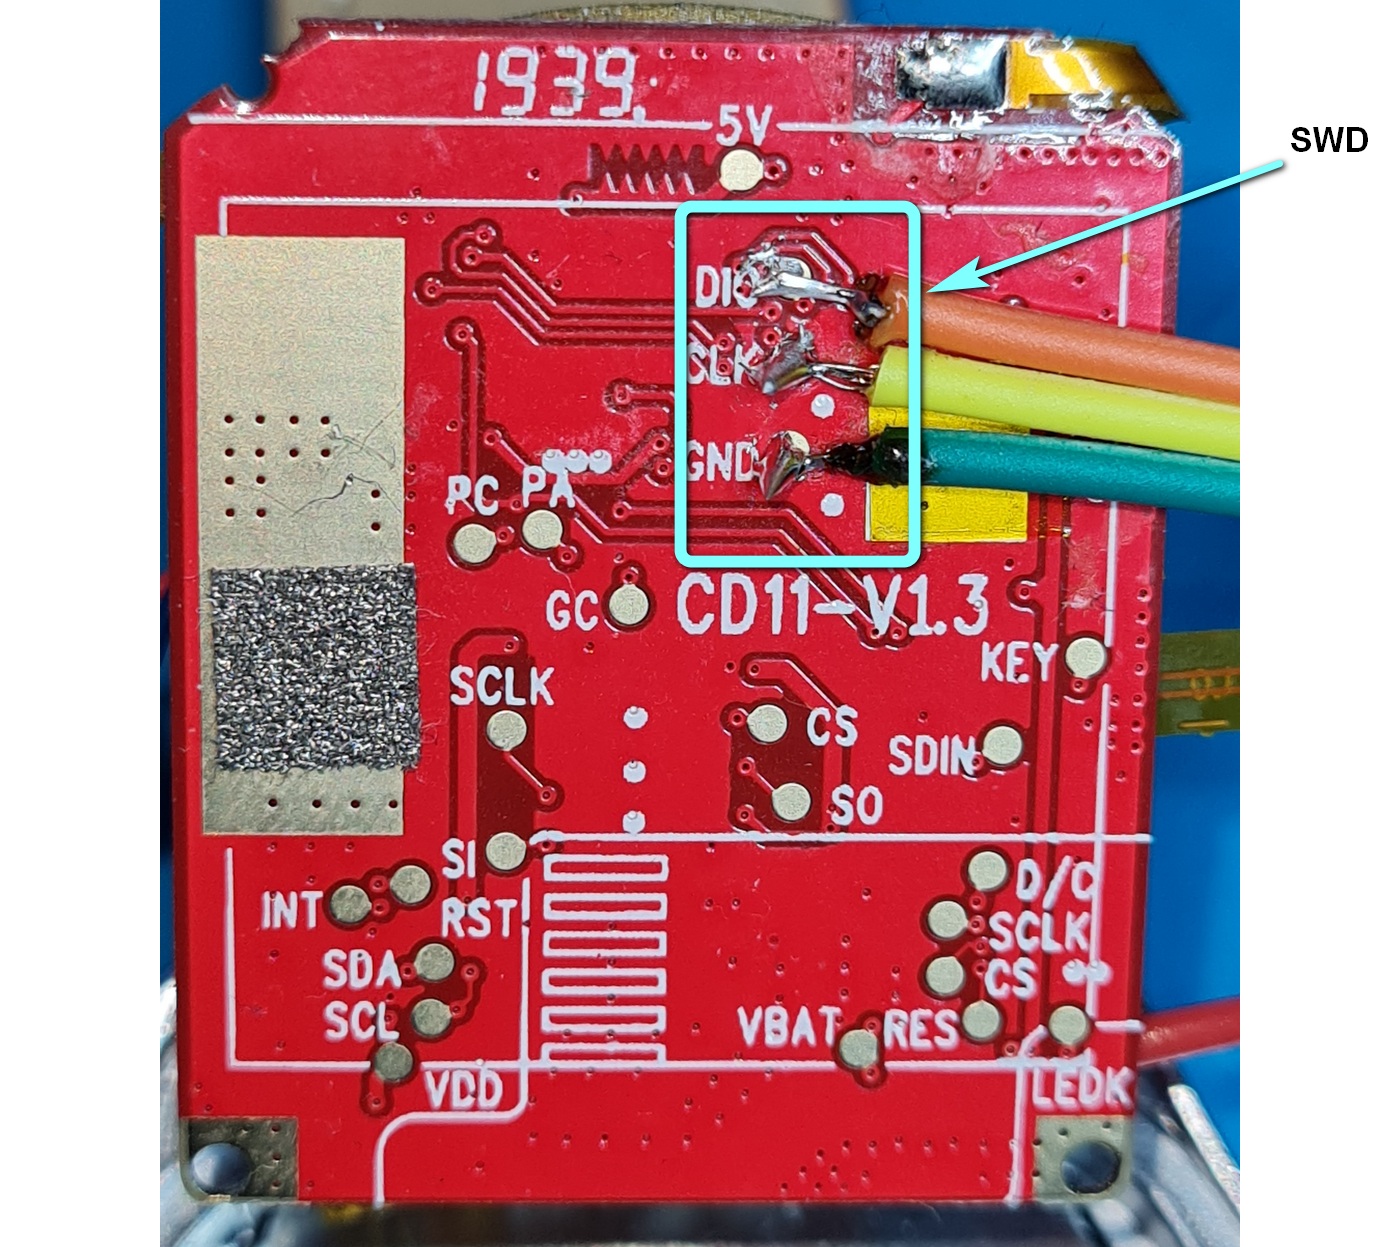 1939.
5V
SWD
DIO
CLK
GND
RC PA
GC
CD11-V1.3
KEY
SCLK
CS
SDIN
SO
SI
INT
RST
D/C
SCLK
SDA
CS
SCL
VBAT RES
VDD
LEDK